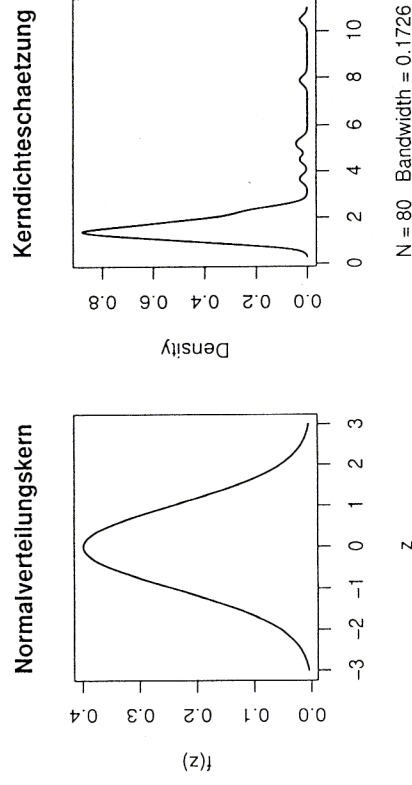 Normalverteilungskern
f(z)
0.0 0.1 0.2 0.3 0.4
−3 −2 −1 0 1 2 3
z
Kerndichteschaetzung
Density
0.0 0.2 0.4 0.6 0.8
0 2 4 6 8 10
N = 80 Bandwidth = 0.1726